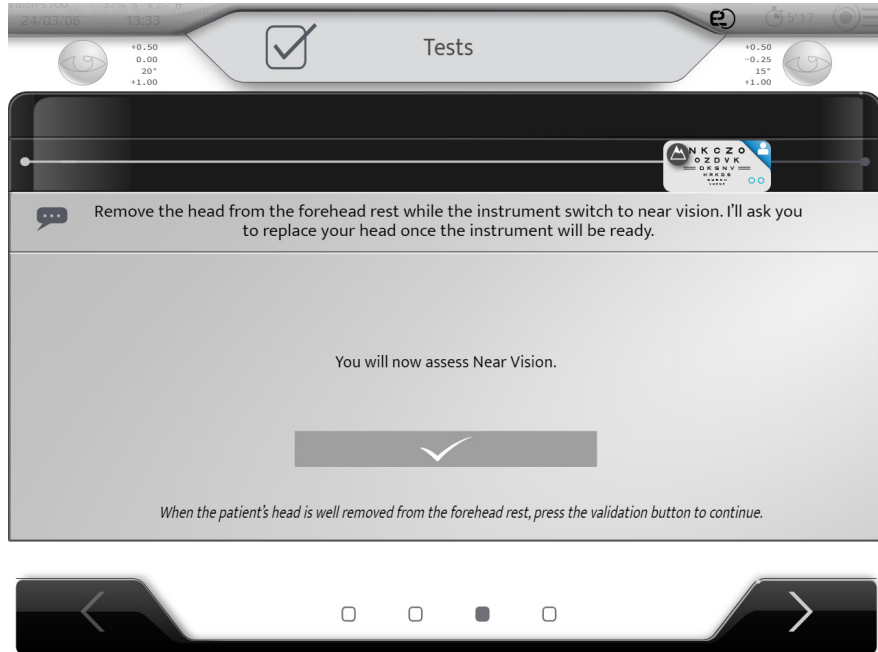 24/03/06 13:33
Tests
5'17
+0.50
0.00
20°
+1.00
+0.50
-0.25
15°
+1.00
N K C Z O
O Z D V K
D K S N V
H R K D S
Remove the head from the forehead rest while the instrument switch to near vision. I'll ask you
to replace your head once the instrument will be ready.
You will now assess Near Vision.
When the patient's head is well removed from the forehead rest, press the validation button to continue.